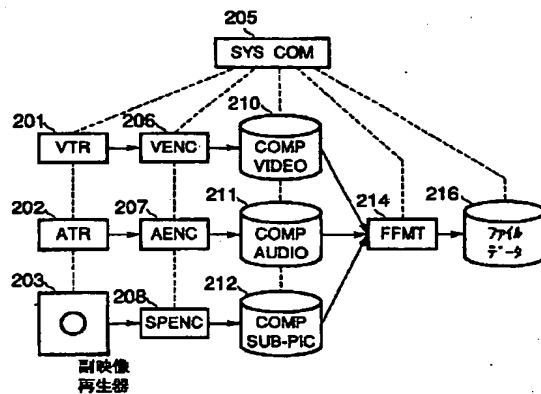 205
SYS COM
201
VTR
206
VENC
210
COMP
VIDEO
202
ATR
207
AENC
211
COMP
AUDIO
214
FFMT
216
ファイル
データ
203
副映像
再生器
208
SPENC
212
COMP
SUB-PIC